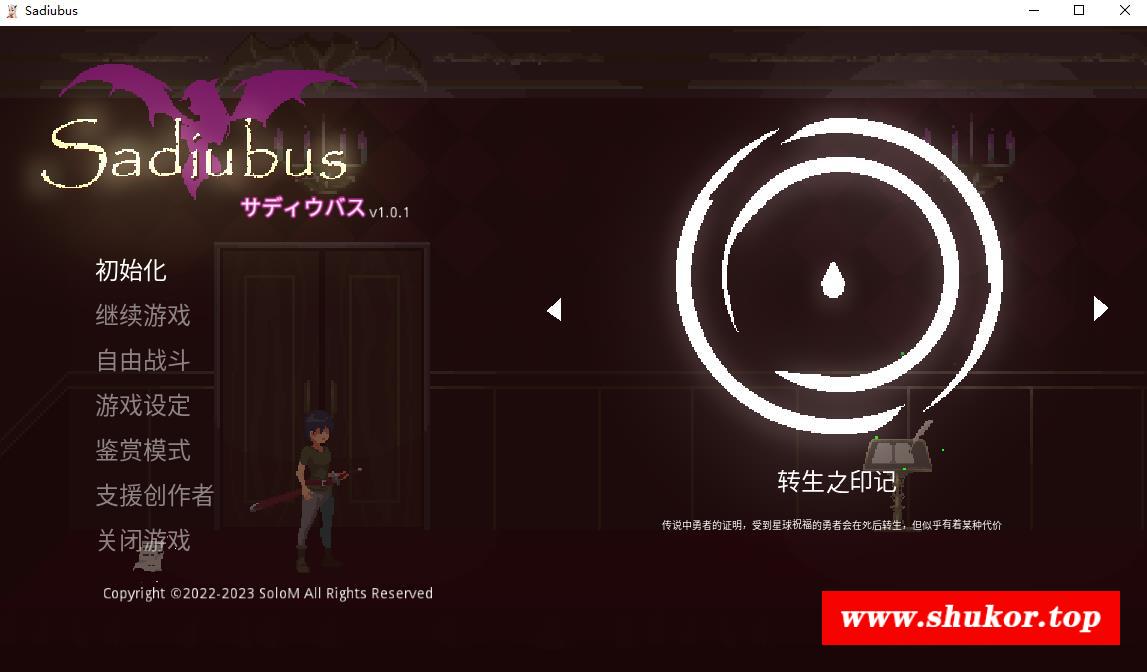 Sadiubus
Sadiubus
サディウバス v1.0.1
初始化
继续游戏
自由战斗
游戏设定
鉴赏模式
支援创作者
关闭游戏
转生之印记
传说中勇者的证明，受到星球祝福的勇者会在死后转生，但似乎有着某种代价
Copyright ©2022-2023 SoloM All Rights Reserved
www.shukor.top